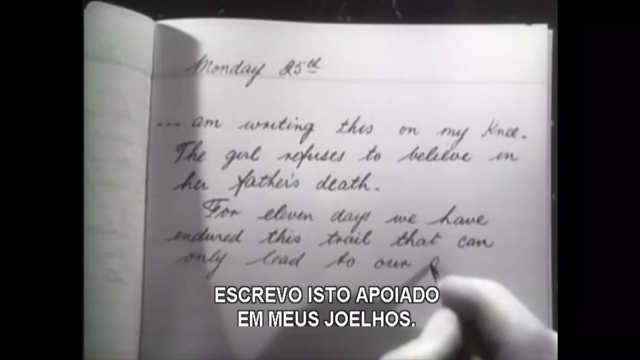 Monday 25th
--- am writing this on my knee.
The girl refuses to believe in
her father's death.
For eleven days we have
endured this trail that can
only lead to our
ESCREVO ISTO APOIADO
EM MEUS JOELHOS.